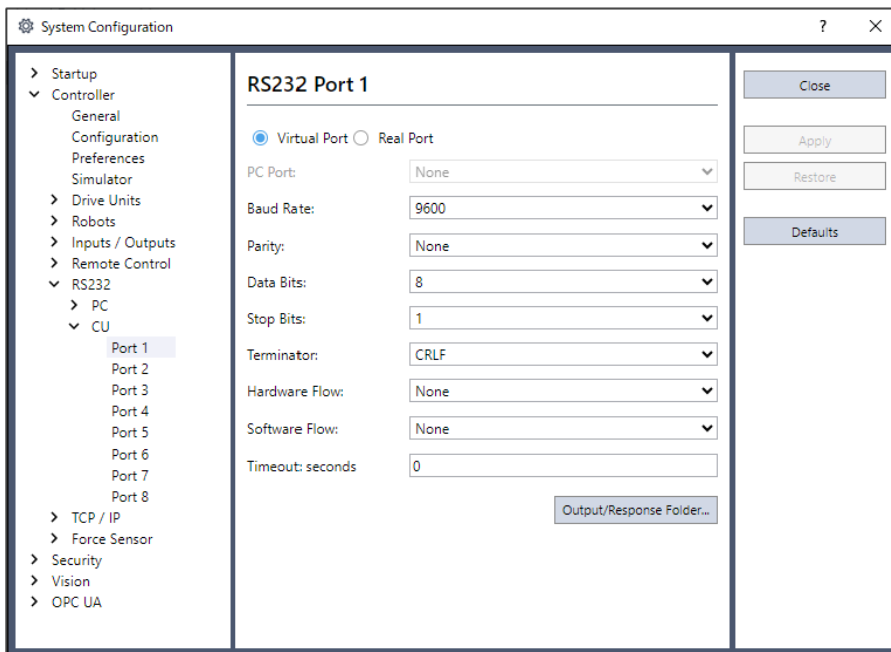 System Configuration
?
Startup
Controller
General
Configuration
Preferences
Simulator
Drive Units
Robots
Inputs / Outputs
Remote Control
RS232
PC
CU
Port 1
Port 2
Port 3
Port 4
Port 5
Port 6
Port 7
Port 8
TCP / IP
Force Sensor
Security
Vision
OPC UA
RS232 Port 1
Virtual Port Real Port
PC Port: None
Baud Rate: 9600
Parity: None
Data Bits: 8
Stop Bits: 1
Terminator: CRLF
Hardware Flow: None
Software Flow: None
Timeout: seconds 0
Output/Response Folder...
Close
Apply
Restore
Defaults